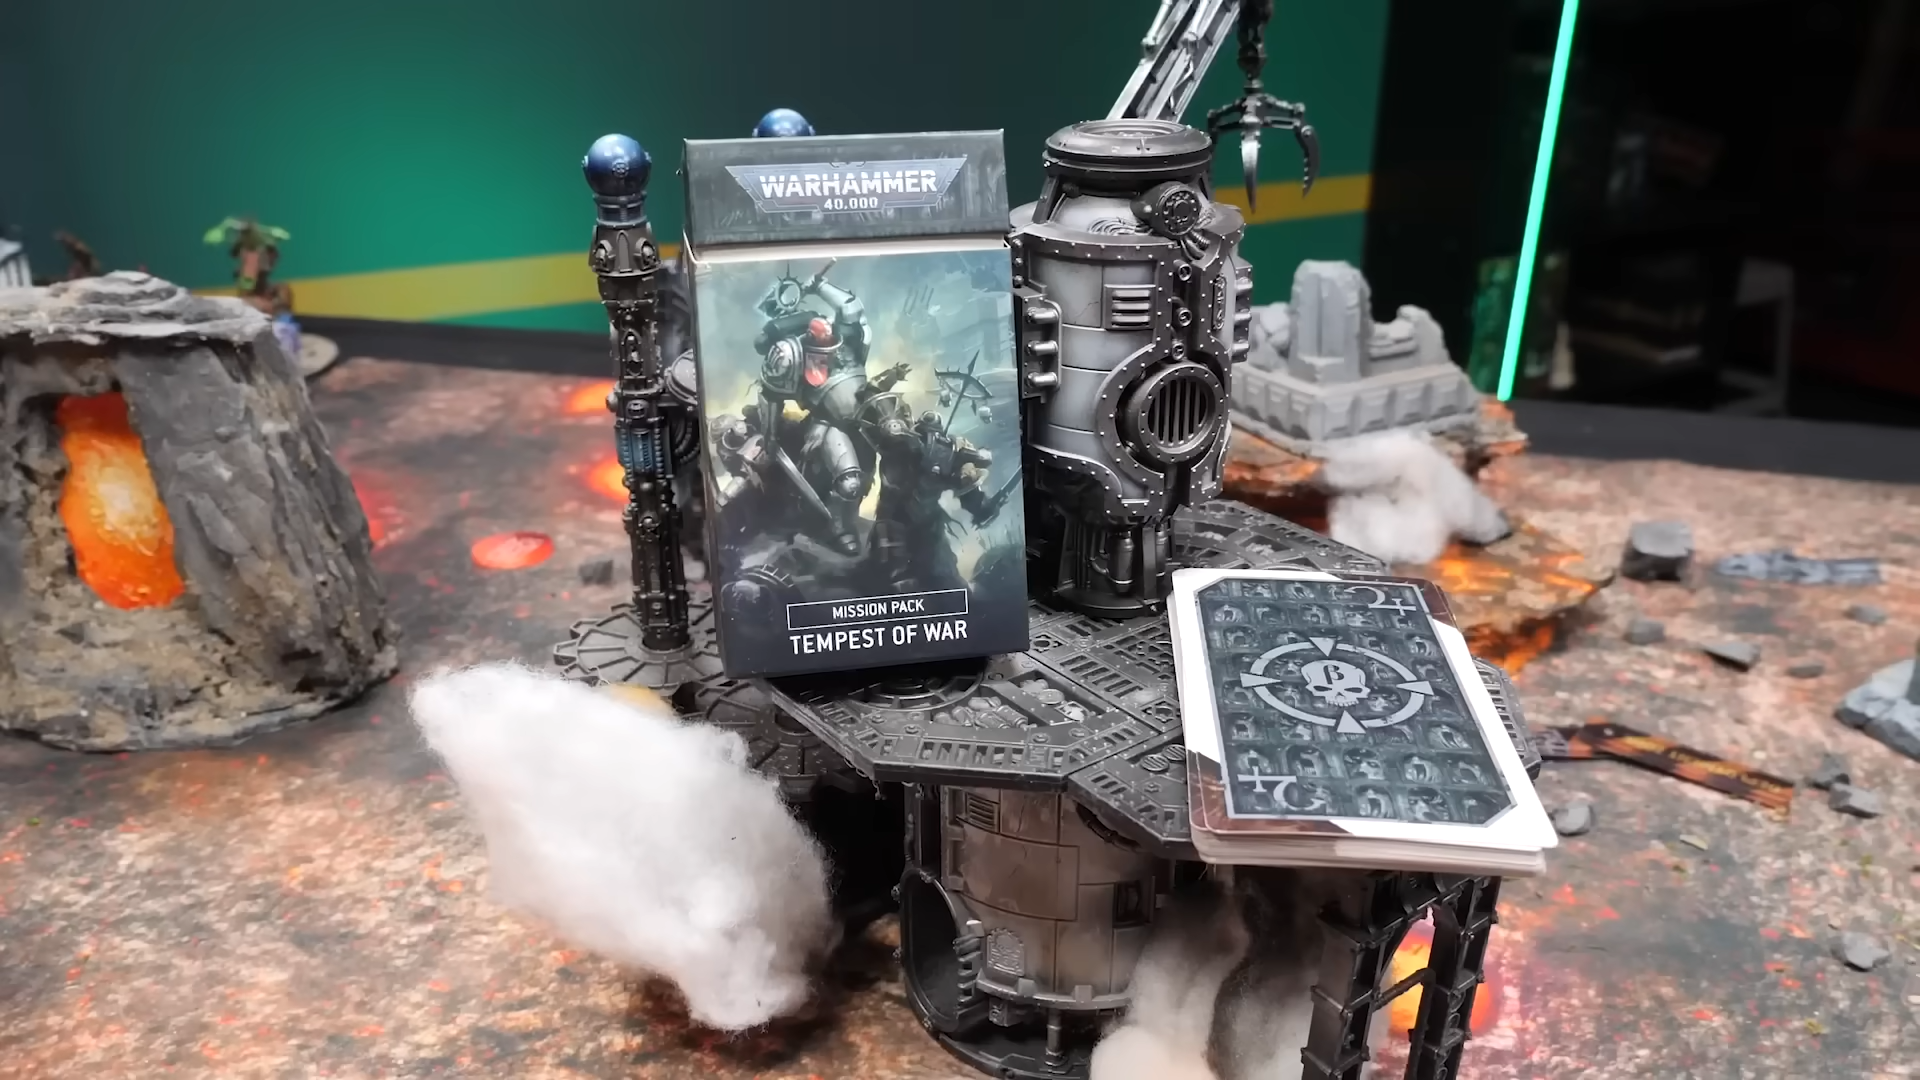 WARHAMMER
40,000
MISSION PACK
TEMPEST OF WAR
β